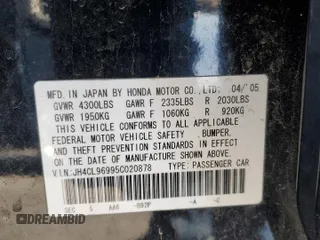 MFD. IN JAPAN BY HONDA MOTOR CO., LTD. 04/ 05
GVWR 4300LBS GAWR F 2335LBS R 2030LBS
GVWR 1950KG GAWR F 1060KG R 920KG
THIS VEHICLE CONFORMS TO ALL APPLICABLE
FEDERAL MOTOR VEHICLE SAFETY, BUMPER,
AND THEFT PREVENTION STANDARDS IN EFFECT ON
THE DATE OF MANUFACTURE SHOWN ABOVE.
VIN:JH4CL96995C020878 TYPE: PASSENGER CAR
SEC